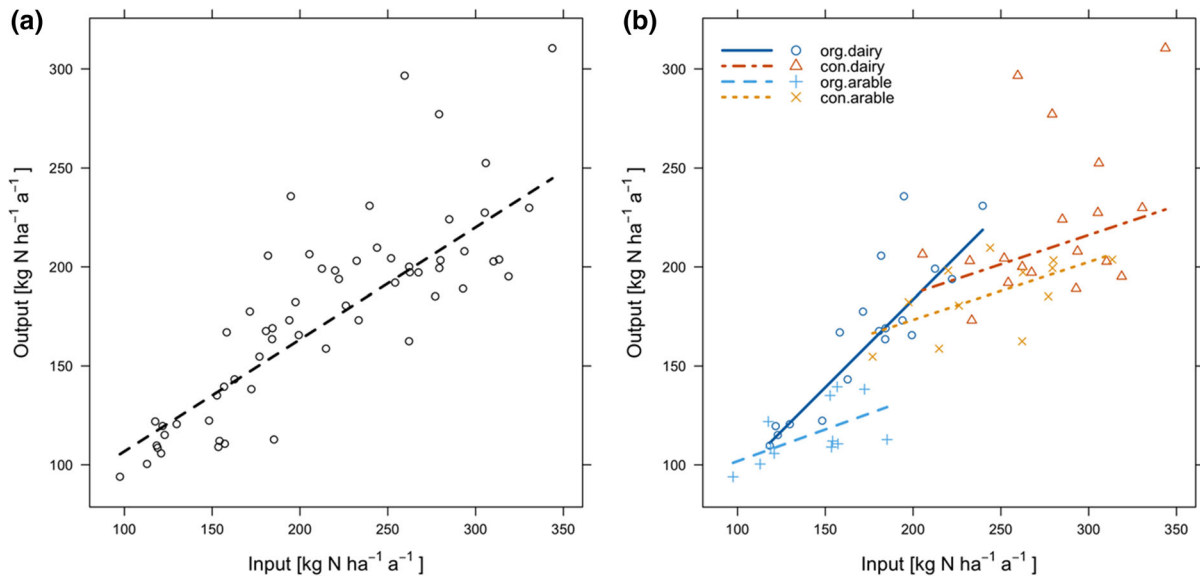 (a)
300
250
200
150
100
Output [kg N ha⁻¹ a⁻¹ ]
100 150 200 250 300 350
Input [kg N ha⁻¹ a⁻¹ ]
(b)
org.dairy
con.dairy
org.arable
con.arable
300
250
200
150
100
Output [kg N ha⁻¹ a⁻¹ ]
100 150 200 250 300 350
Input [kg N ha⁻¹ a⁻¹ ]